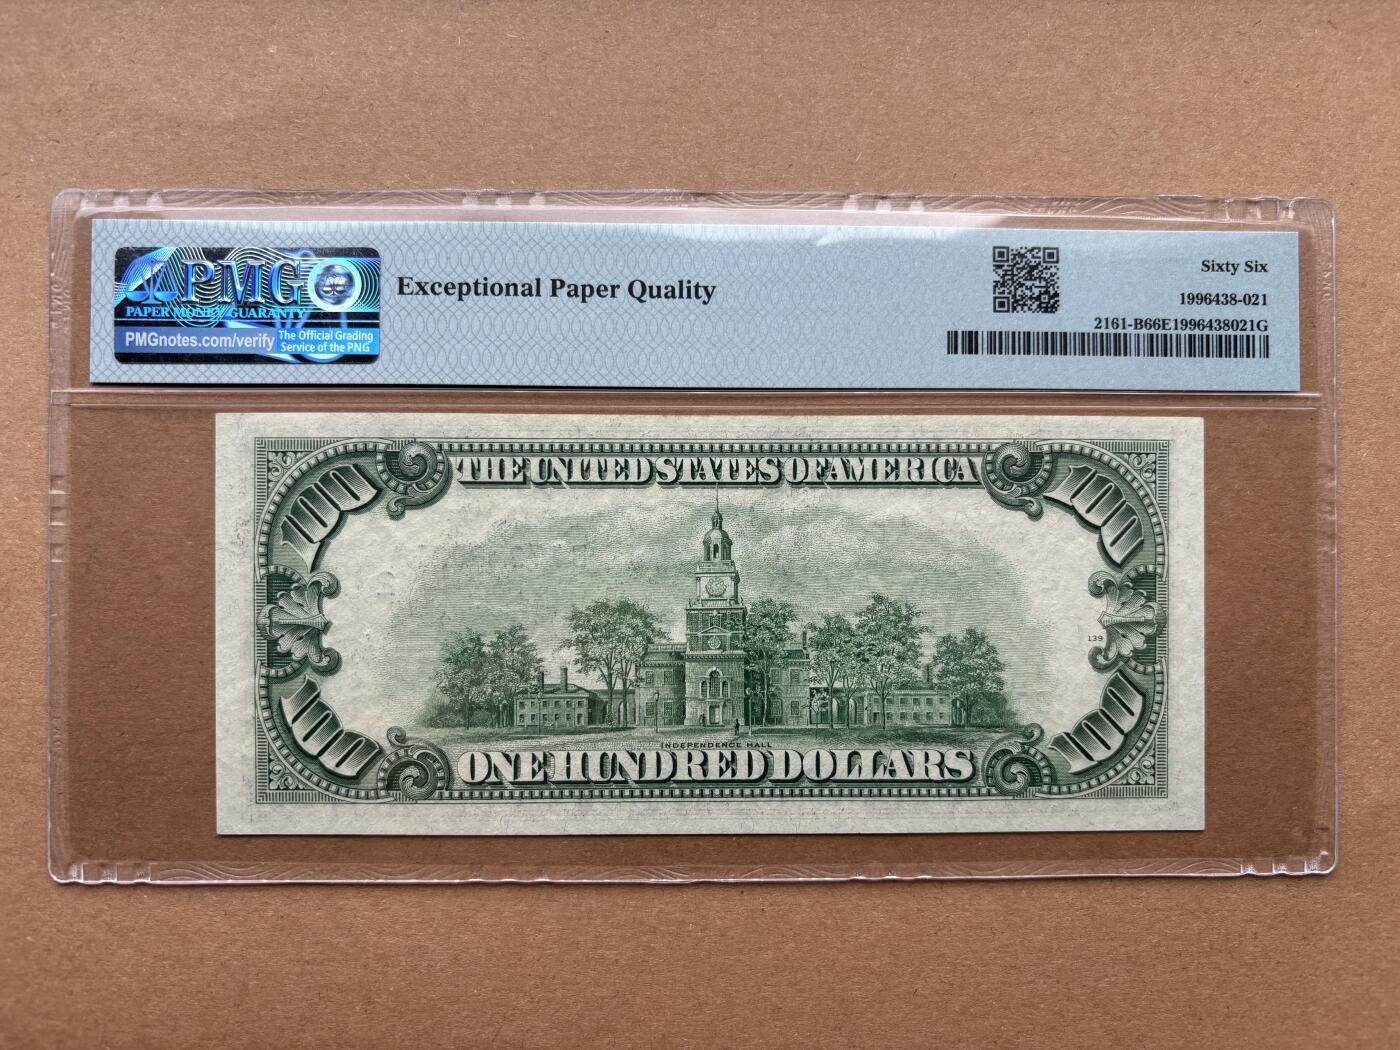 PMG
PAPER MONEY GUARANTY
PMGnotes.com/verify
The Official Grading
Service of the PNG
Exceptional Paper Quality
Sixty Six
1996438-021
2161-B66E1996438021G
THE UNITED STATES OF AMERICA
100
100
139
100
100
INDEPENDENCE HALL
ONE HUNDRED DOLLARS